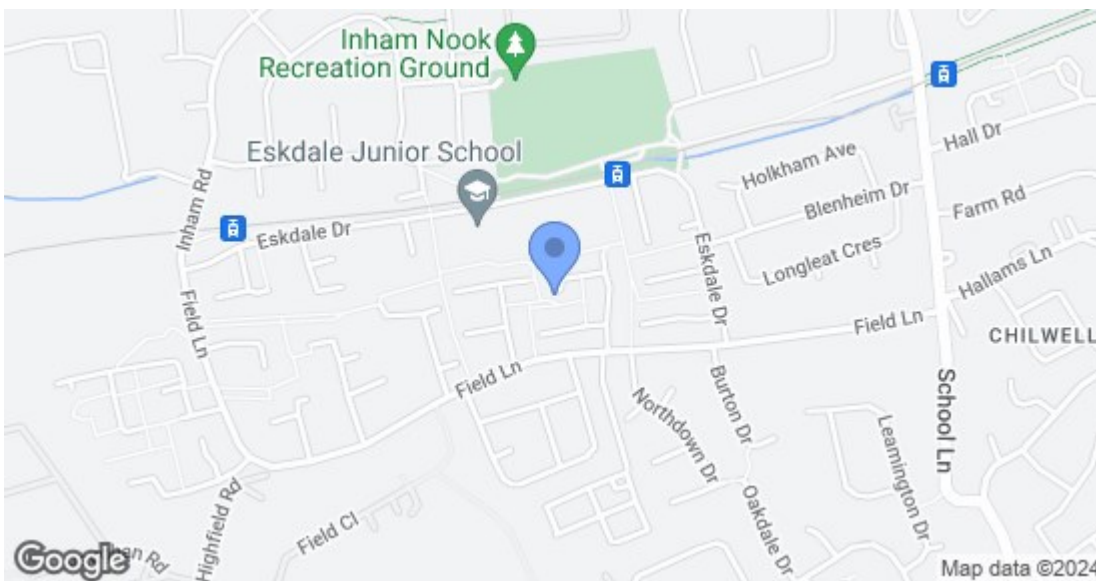 Inham Nook
Recreation Ground
Eskdale Junior School
Hall Dr
Holkham Ave
Blenheim Dr
Farm Rd
Inham Rd
Eskdale Dr
Eskdale Dr
Longleat Cres
Hallams Ln
Field Ln
Field Ln
CHILWELL
Field Ln
Burton Dr
School Ln
Northdown Dr
Leamington Dr
Highfield Rd
Field Cl
Oakdale Dr
Rd
Google
Map data ©2024